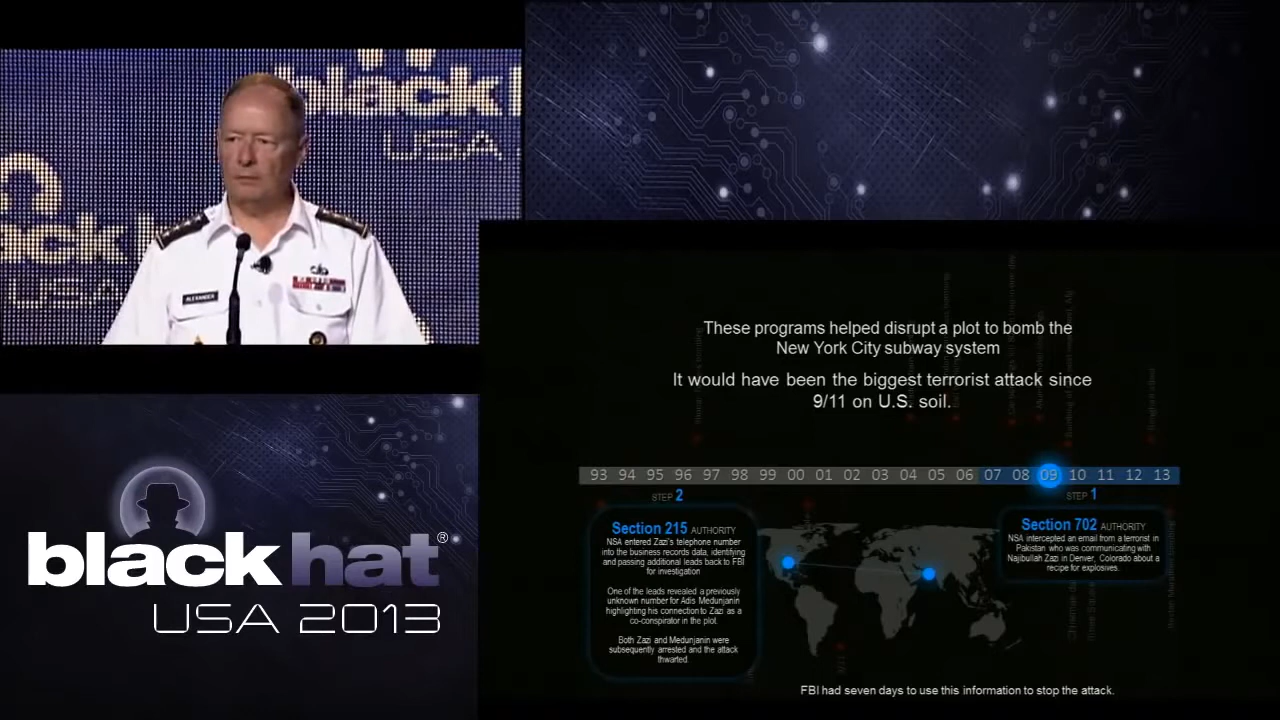 black h
USA
ack h
USA
ALEXANDER
These programs helped disrupt a plot to bomb the
New York City subway system
It would have been the biggest terrorist attack since
9/11 on U.S. soil.
93 94 95 96 97 98 99 00 01 02 03 04 05 06 07 08 09 10 11 12 13
STEP 2
STEP 1
Section 215 AUTHORITY
NSA entered Zazi's telephone number
into the business records data, identifying
and passing additional leads back to FBI
for investigation
One of the leads revealed a previously
unknown number for Adis Medunjanin
highlighting his connection to Zazi as a
co-conspirator in the plot.
Both Zazi and Medunjanin were
subsequently arrested and the attack
thwarted.
Section 702 AUTHORITY
NSA intercepted an email from a terrorist in
Pakistan who was communicating with
Najibullah Zazi in Denver, Colorado about a
recipe for explosives.
9/11
FBI had seven days to use this information to stop the attack.
black hat®
USA 2013